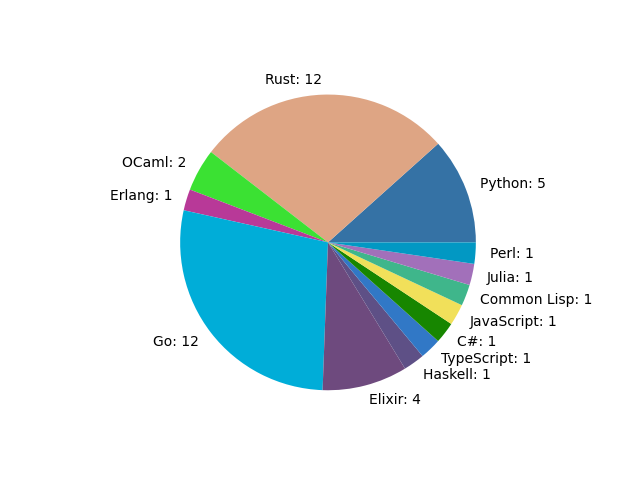 Rust: 12
OCaml: 2
Python: 5
Erlang: 1
Perl: 1
Julia: 1
Common Lisp: 1
JavaScript: 1
Go: 12
C#: 1
TypeScript: 1
Haskell: 1
Elixir: 4